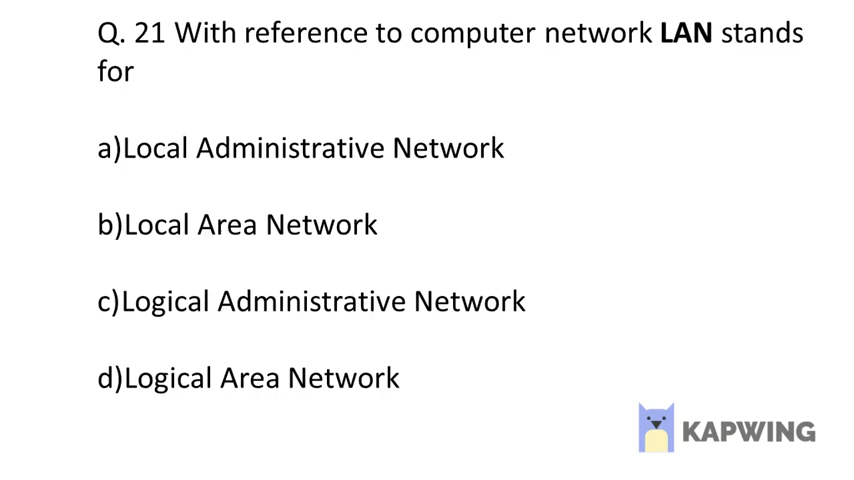 Q. 21 With reference to computer network LAN stands
for
a)Local Administrative Network
b)Local Area Network
c)Logical Administrative Network
d)Logical Area Network
KAPWING